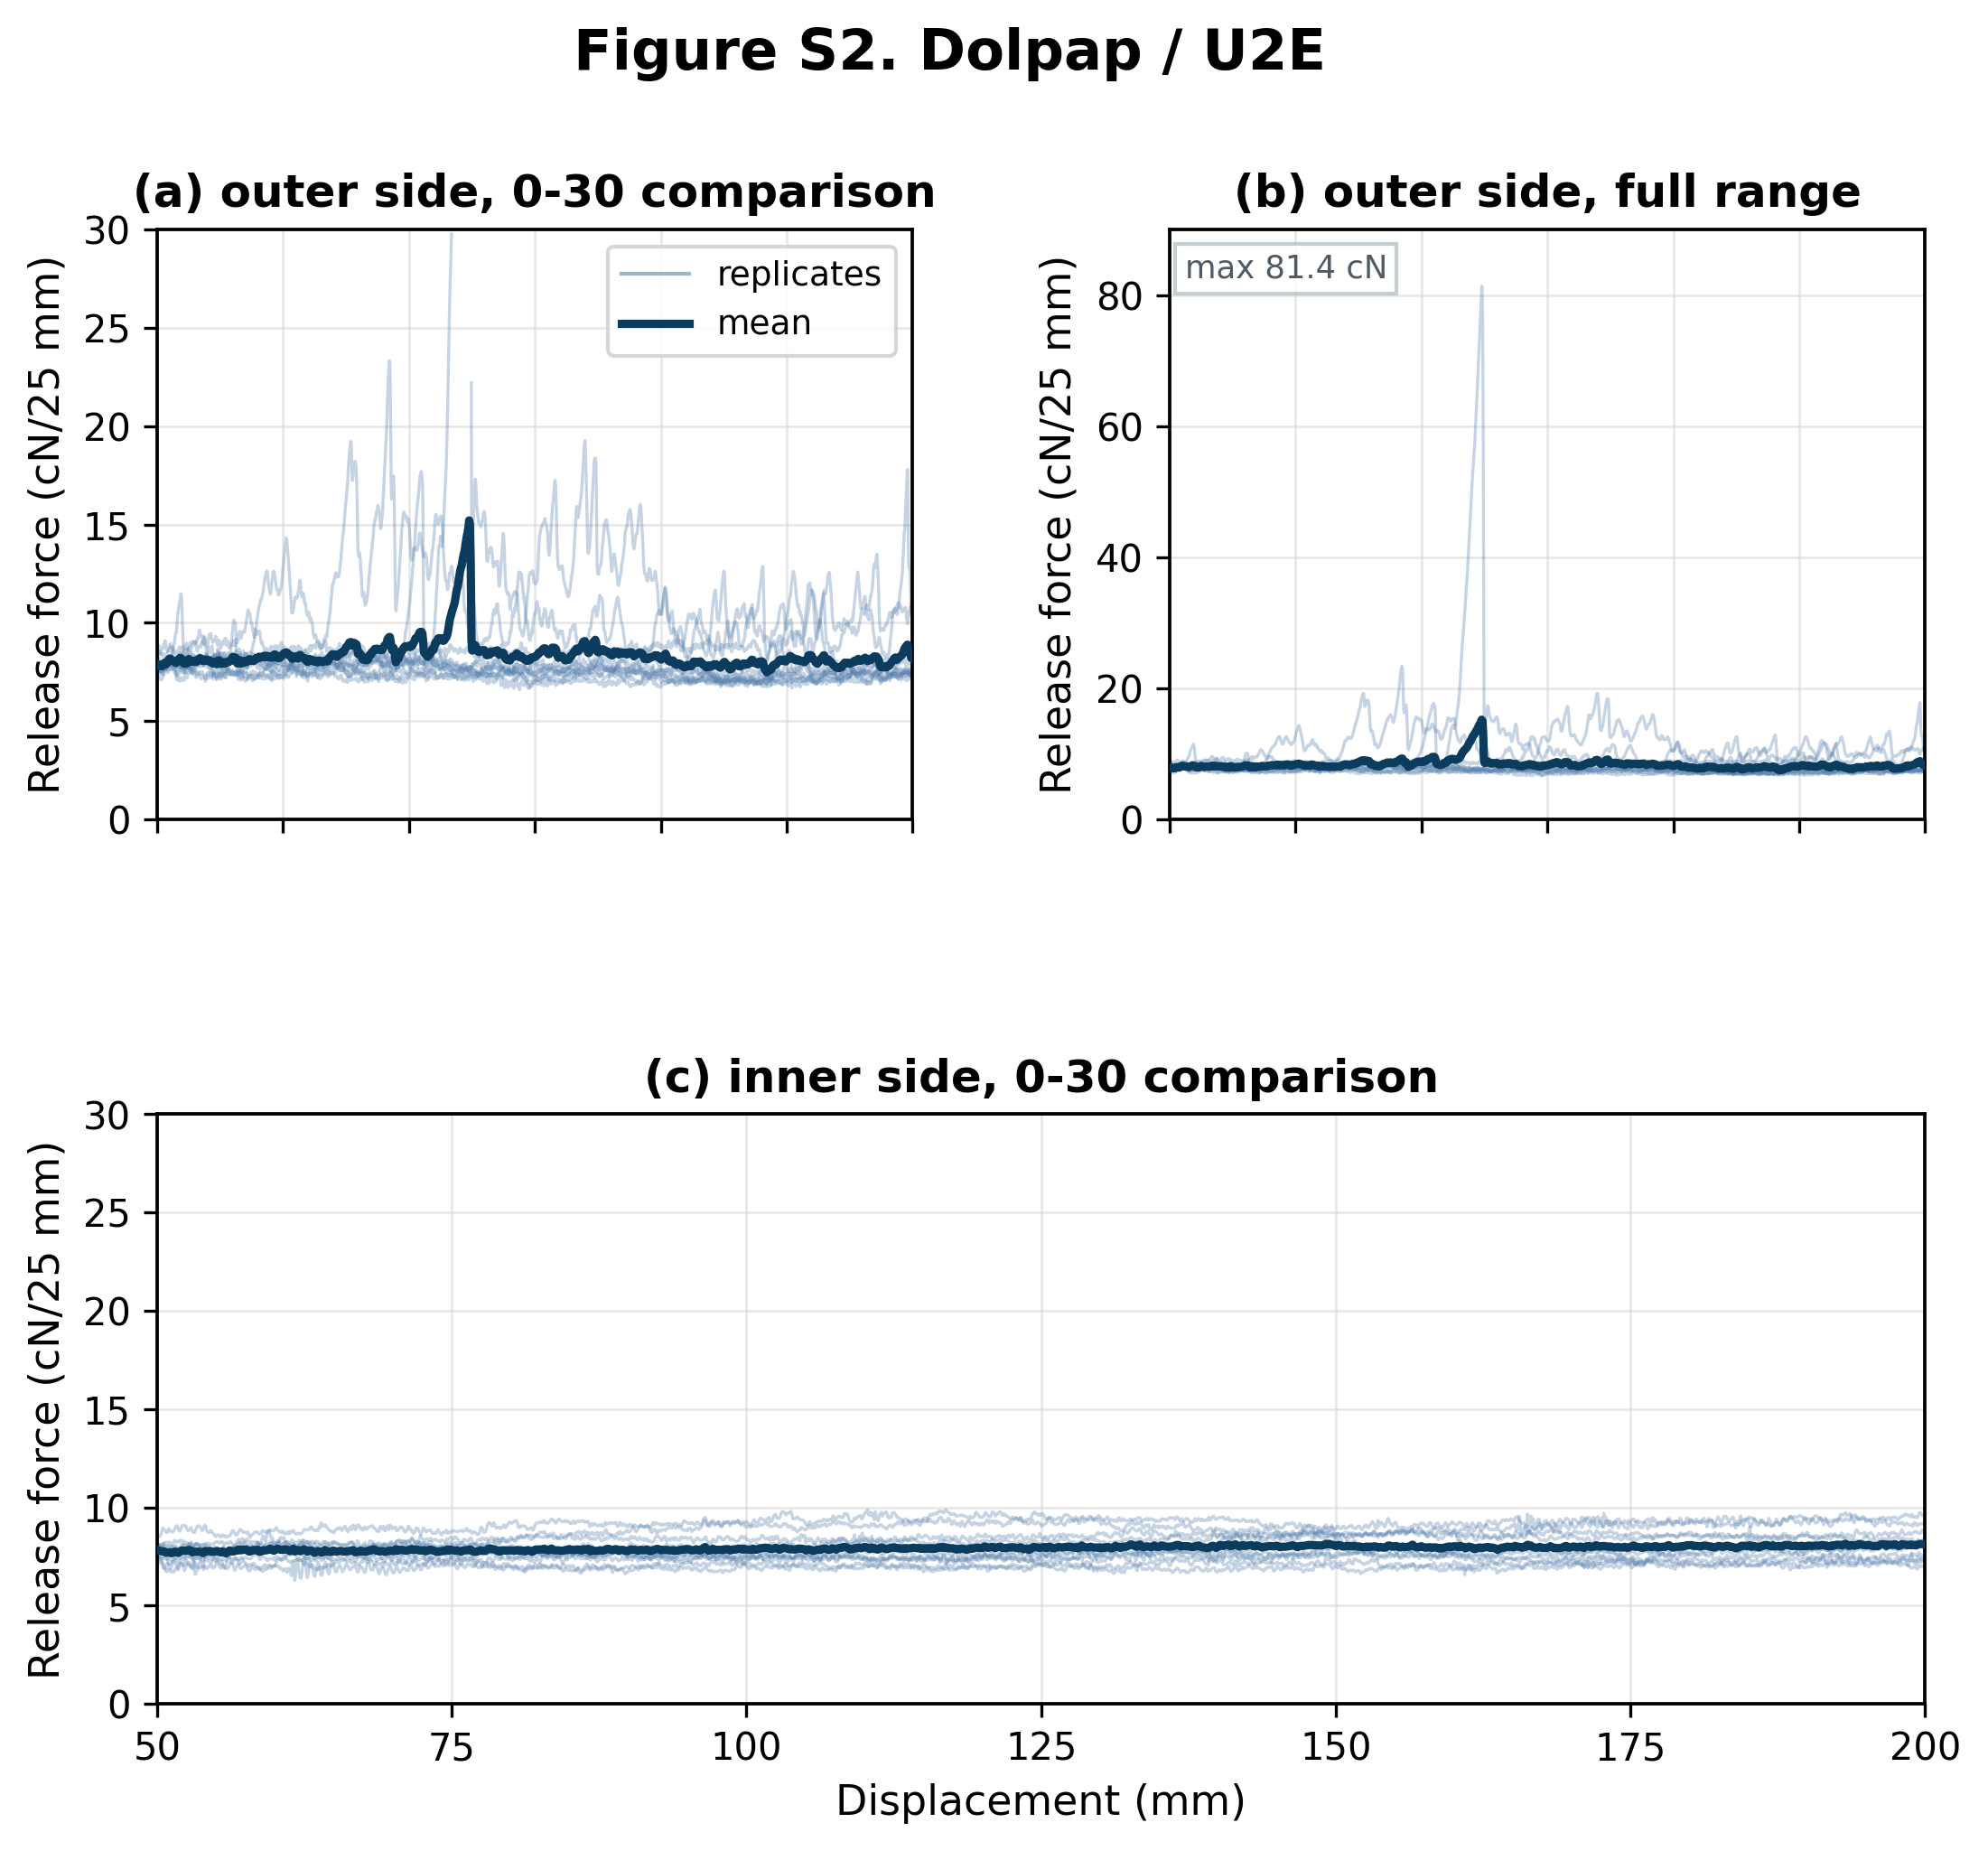 Figure S2. Dolpap / U2E
(a) outer side, 0-30 comparison
Release force (cN/25 mm)
30
25
20
15
10
5
0
replicates
mean
(b) outer side, full range
Release force (cN/25 mm)
80
60
40
20
0
max 81.4 cN
(c) inner side, 0-30 comparison
Release force (cN/25 mm)
30
25
20
15
10
5
0
50 75 100 125 150 175 200
Displacement (mm)